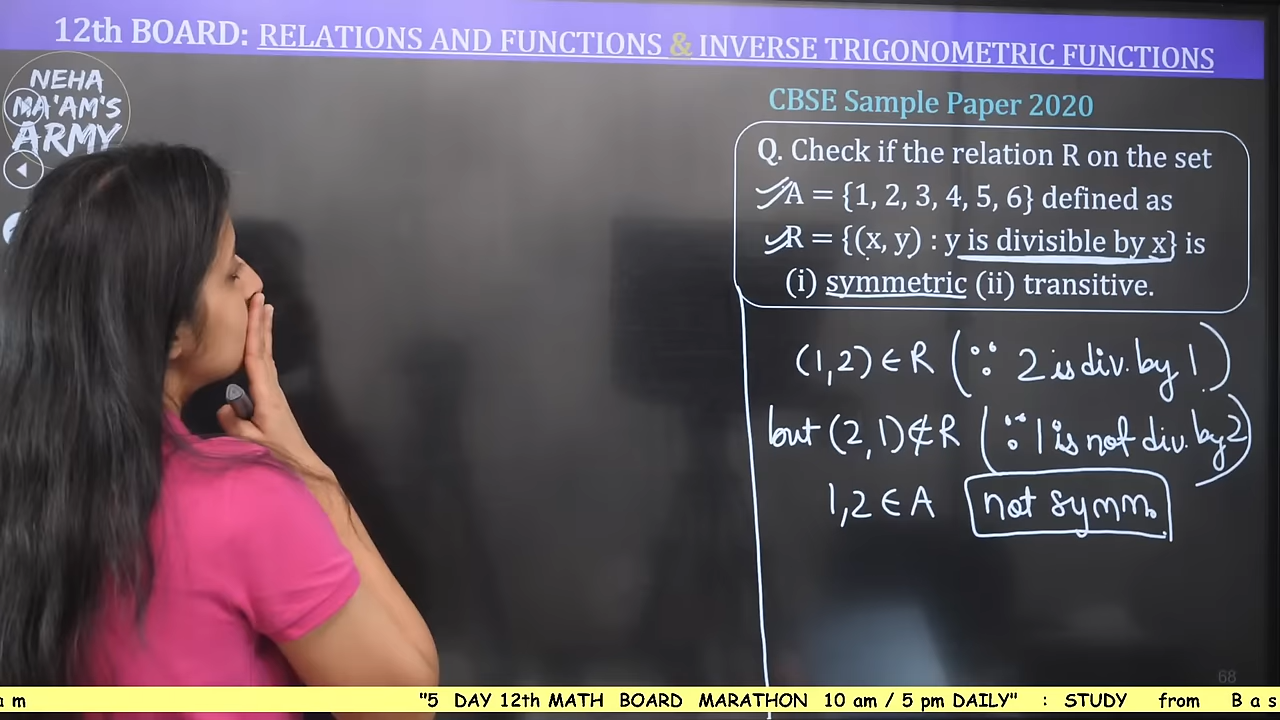 12th BOARD: RELATIONS AND FUNCTIONS & INVERSE TRIGONOMETRIC FUNCTIONS
NEHA
MA'AM'S
ARMY
CBSE Sample Paper 2020
Q. Check if the relation R on the set
A = {1, 2, 3, 4, 5, 6} defined as
R = {(x, y) : y is divisible by x} is
(i) symmetric (ii) transitive.
(1,2) ∈ R (∵ 2 is div. by 1)
but (2,1) ∉ R (∵ 1 is not div. by 2)
1,2 ∈ A not symm.
68
a m "5 DAY 12th MATH BOARD MARATHON 10 am / 5 pm DAILY" : STUDY from B a s